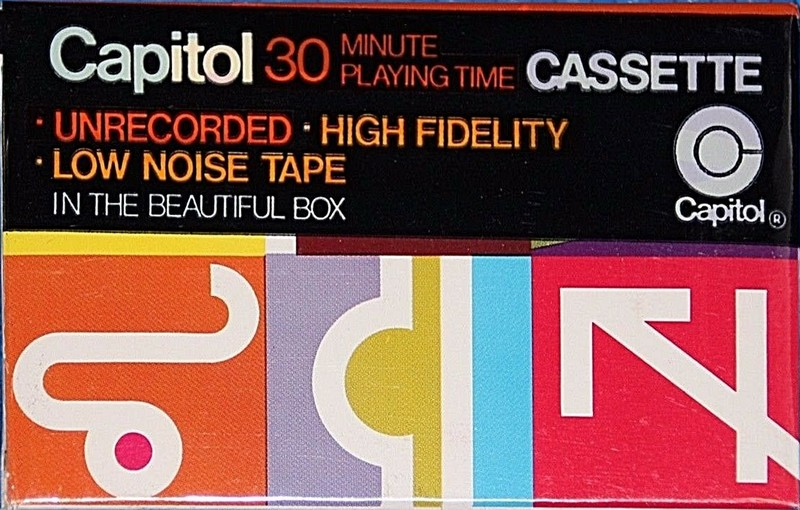 Capitol 30 MINUTE PLAYING TIME CASSETTE
· UNRECORDED · HIGH FIDELITY
· LOW NOISE TAPE
IN THE BEAUTIFUL BOX
Capitol ®